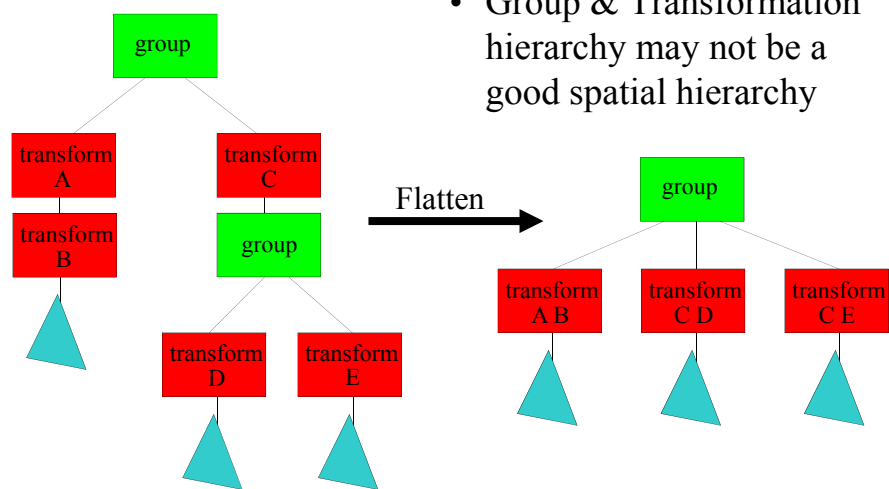 • Group & Transformation
hierarchy may not be a
good spatial hierarchy
group
transform
A
transform
C
transform
B
group
transform
D
transform
E
Flatten
group
transform
A B
transform
C D
transform
C E